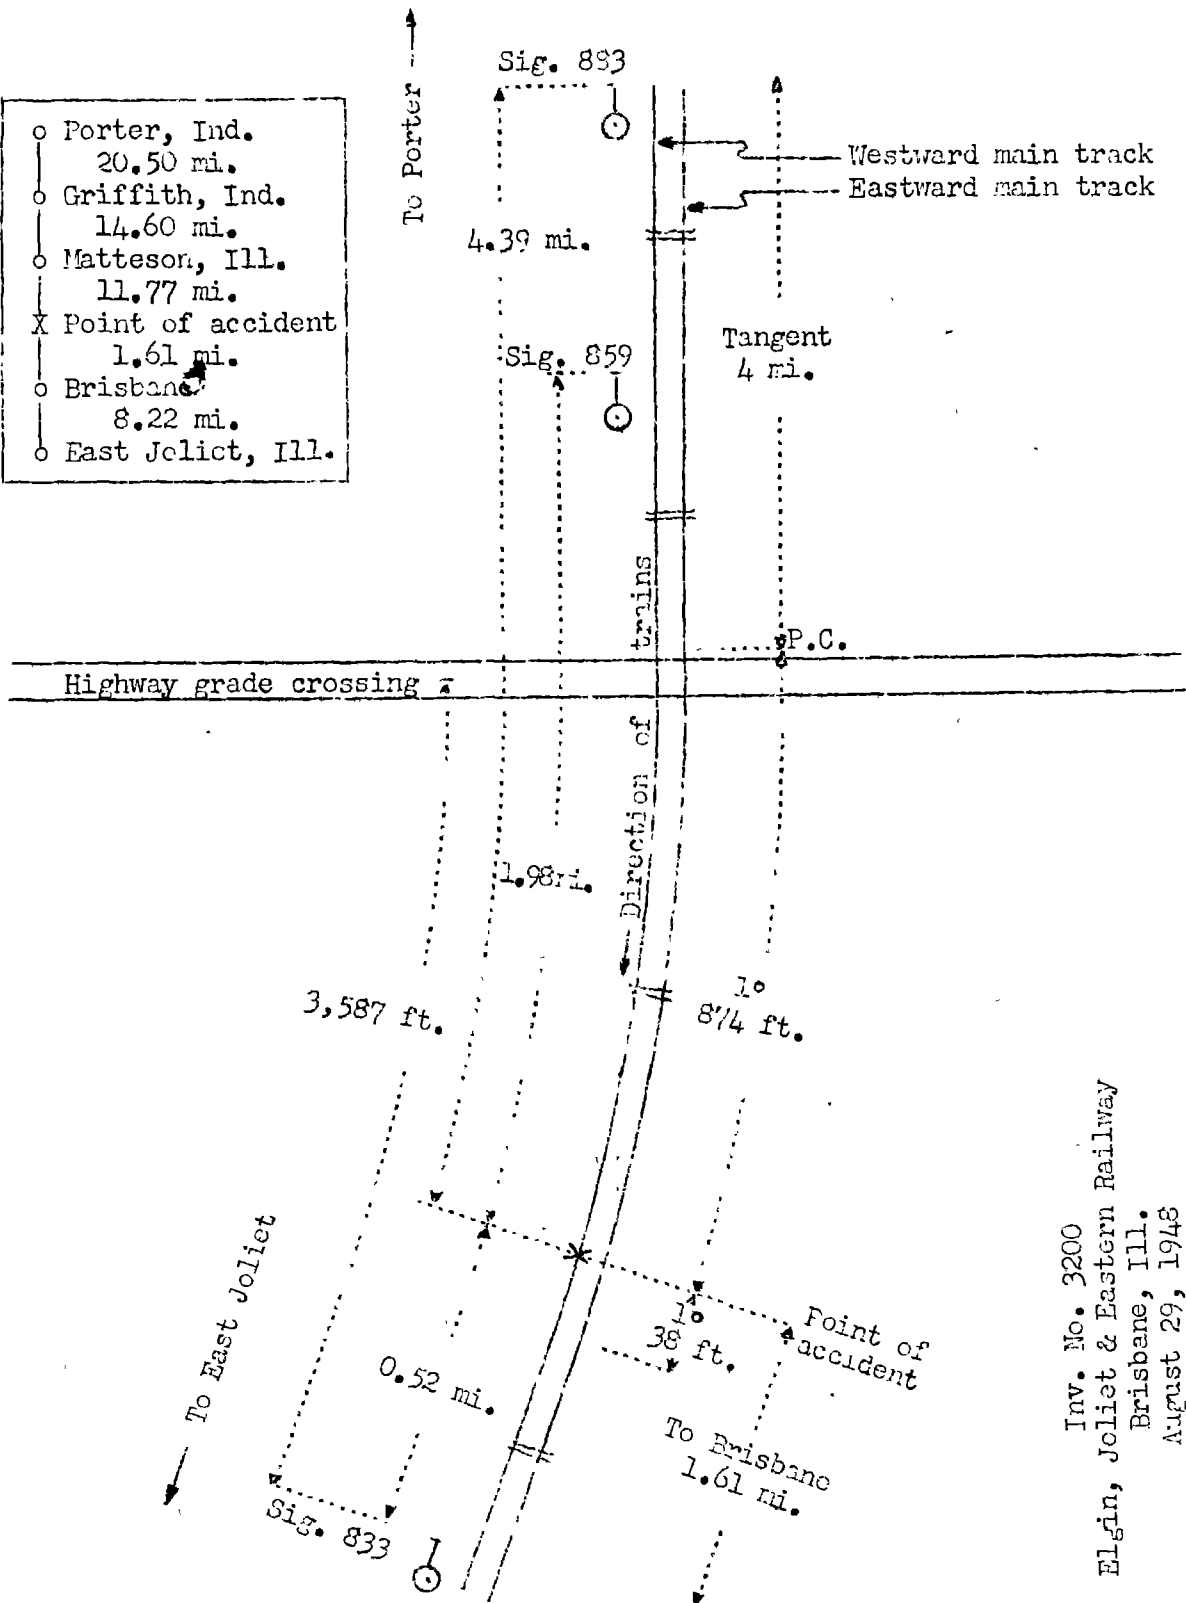 To Porter
Sig. 893
Porter, Ind.
20.50 mi.
Griffith, Ind.
14.60 mi.
Matteson, Ill.
11.77 mi.
X Point of accident
1.61 mi.
Brisbane
8.22 mi.
East Joliet, Ill.
Westward main track
Eastward main track
4.39 mi.
Tangent
4 mi.
Sig. 859
P.C.
Highway grade crossing
Direction of trains
1.98 mi.
3,587 ft.
1°
874 ft.
Point of
accident
1°
38 ft.
0.52 mi.
To East Joliet
To Brisbane
1.61 mi.
Sig. 833
Inv. No. 3200
Elgin, Joliet & Eastern Railway
Brisbane, Ill.
August 29, 1948